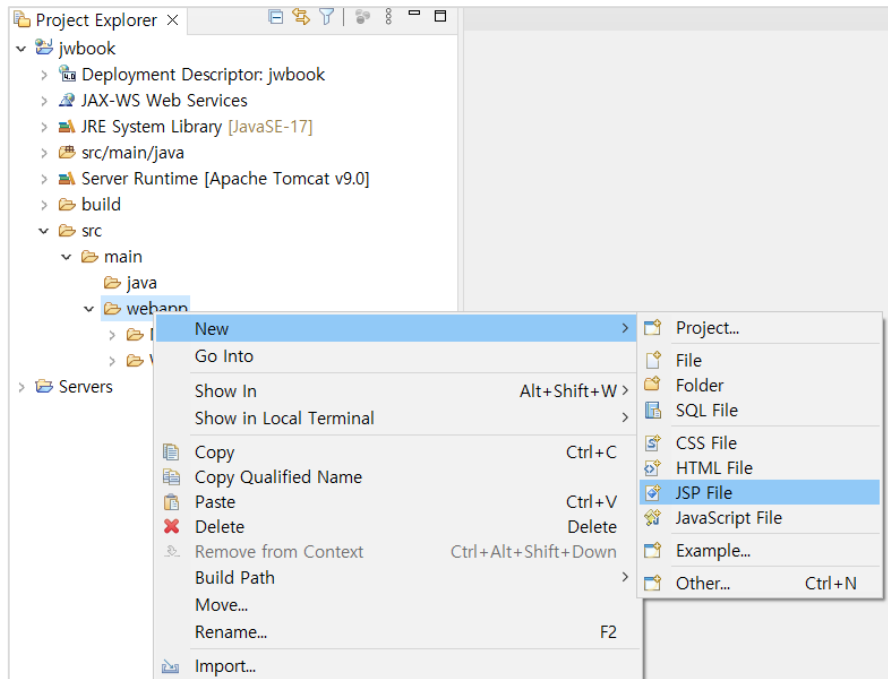 Project Explorer
jwbook
Deployment Descriptor: jwbook
JAX-WS Web Services
JRE System Library [JavaSE-17]
src/main/java
Server Runtime [Apache Tomcat v9.0]
build
src
main
java
webapp
Servers
New
Go Into
Show In Alt+Shift+W
Show in Local Terminal
Copy Ctrl+C
Copy Qualified Name
Paste Ctrl+V
Delete Delete
Remove from Context Ctrl+Alt+Shift+Down
Build Path
Move...
Rename... F2
Import...
Project...
File
Folder
SQL File
CSS File
HTML File
JSP File
JavaScript File
Example...
Other... Ctrl+N